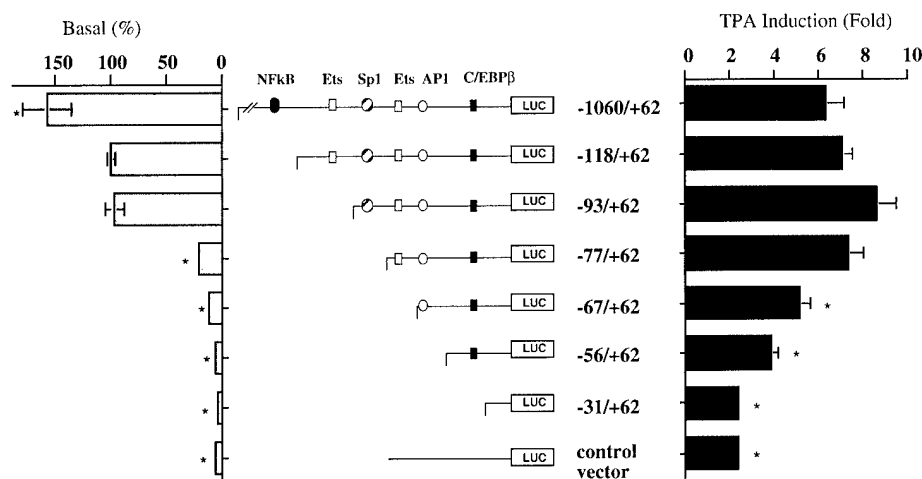 Basal (%)
TPA Induction (Fold)
150 100 50 0
0 2 4 6 8 10
NFkB Ets Sp1 Ets AP1 C/EBPβ
* LUC -1060/+62
LUC -118/+62
LUC -93/+62
* LUC -77/+62
* LUC -67/+62 *
* LUC -56/+62 *
* LUC -31/+62 *
* LUC control *
vector